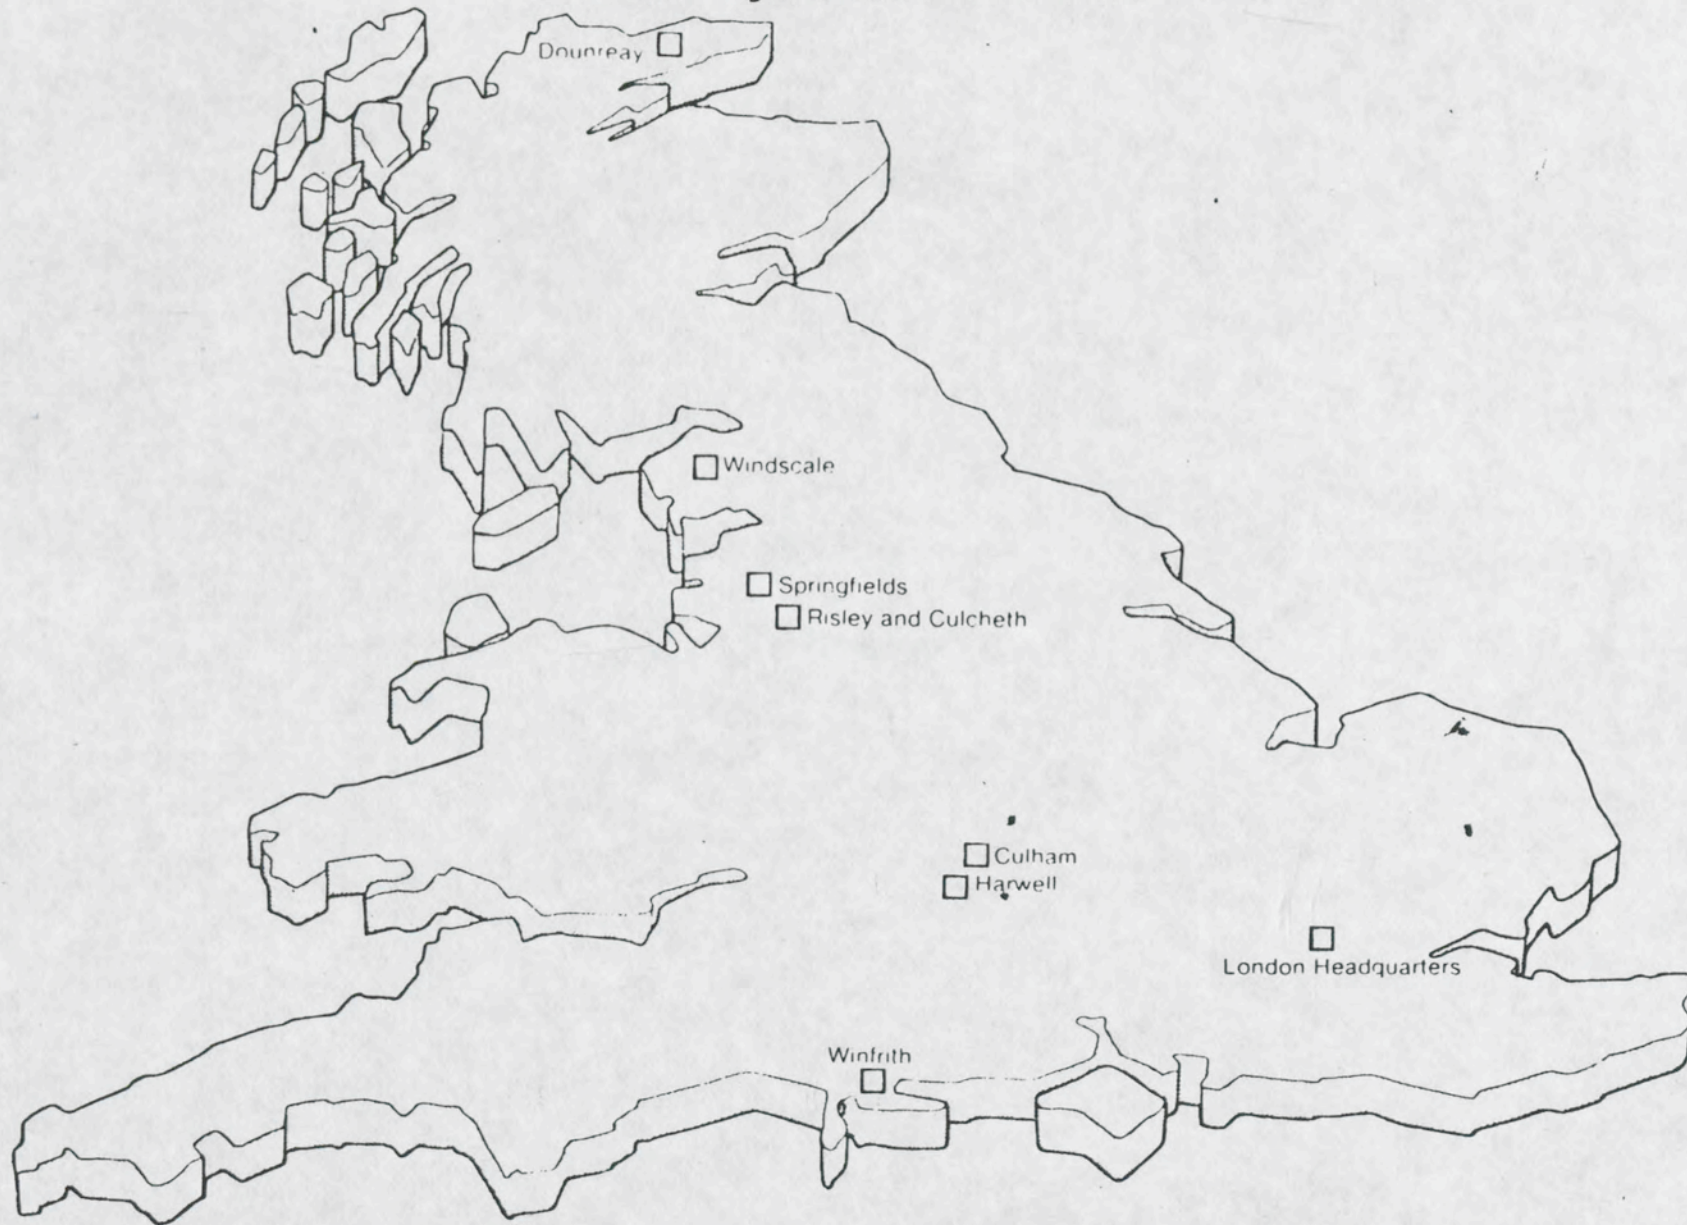 Dounreay
Windscale
Springfields
Risley and Culcheth
Culham
Harwell
London Headquarters
Winfrith